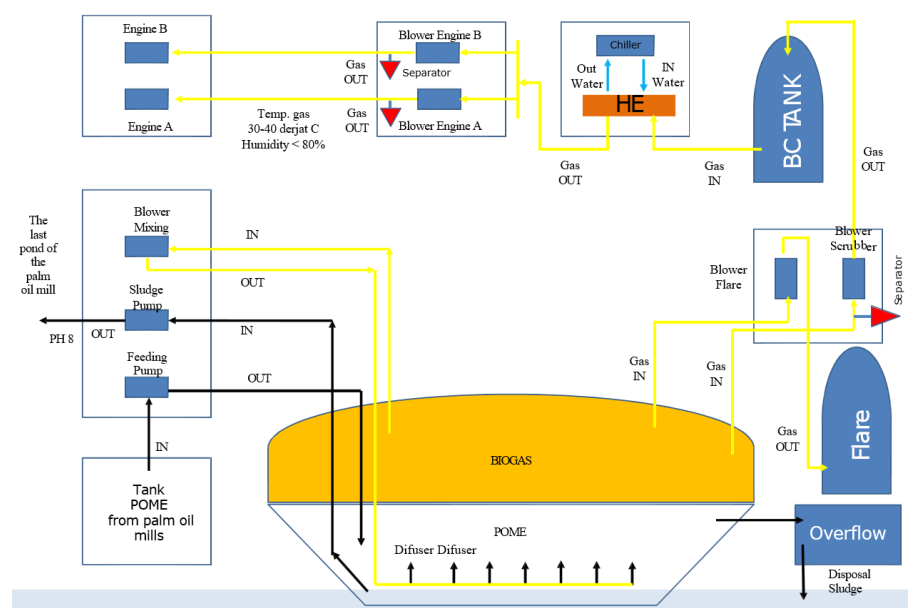 Engine B
Engine A
Blower Engine B
Gas
OUT
Separator
Gas
OUT
Blower Engine A
Temp. gas
30-40 derjat C
Humidity < 80%
Chiller
Out
Water
IN
Water
HE
Gas
OUT
Gas
IN
BC TANK
Gas
OUT
The
last
pond of
the
palm
oil mill
Blower
Mixing
IN
OUT
Sludge
Pump
OUT
PH 8
IN
Feeding
Pump
OUT
IN
Tank
POME
from palm oil
mills
Blower
Flare
Blower
Scrubber
Separator
Gas
IN
Gas
IN
Gas
OUT
Flare
BIOGAS
POME
Difuser Difuser
Overflow
Disposal
Sludge